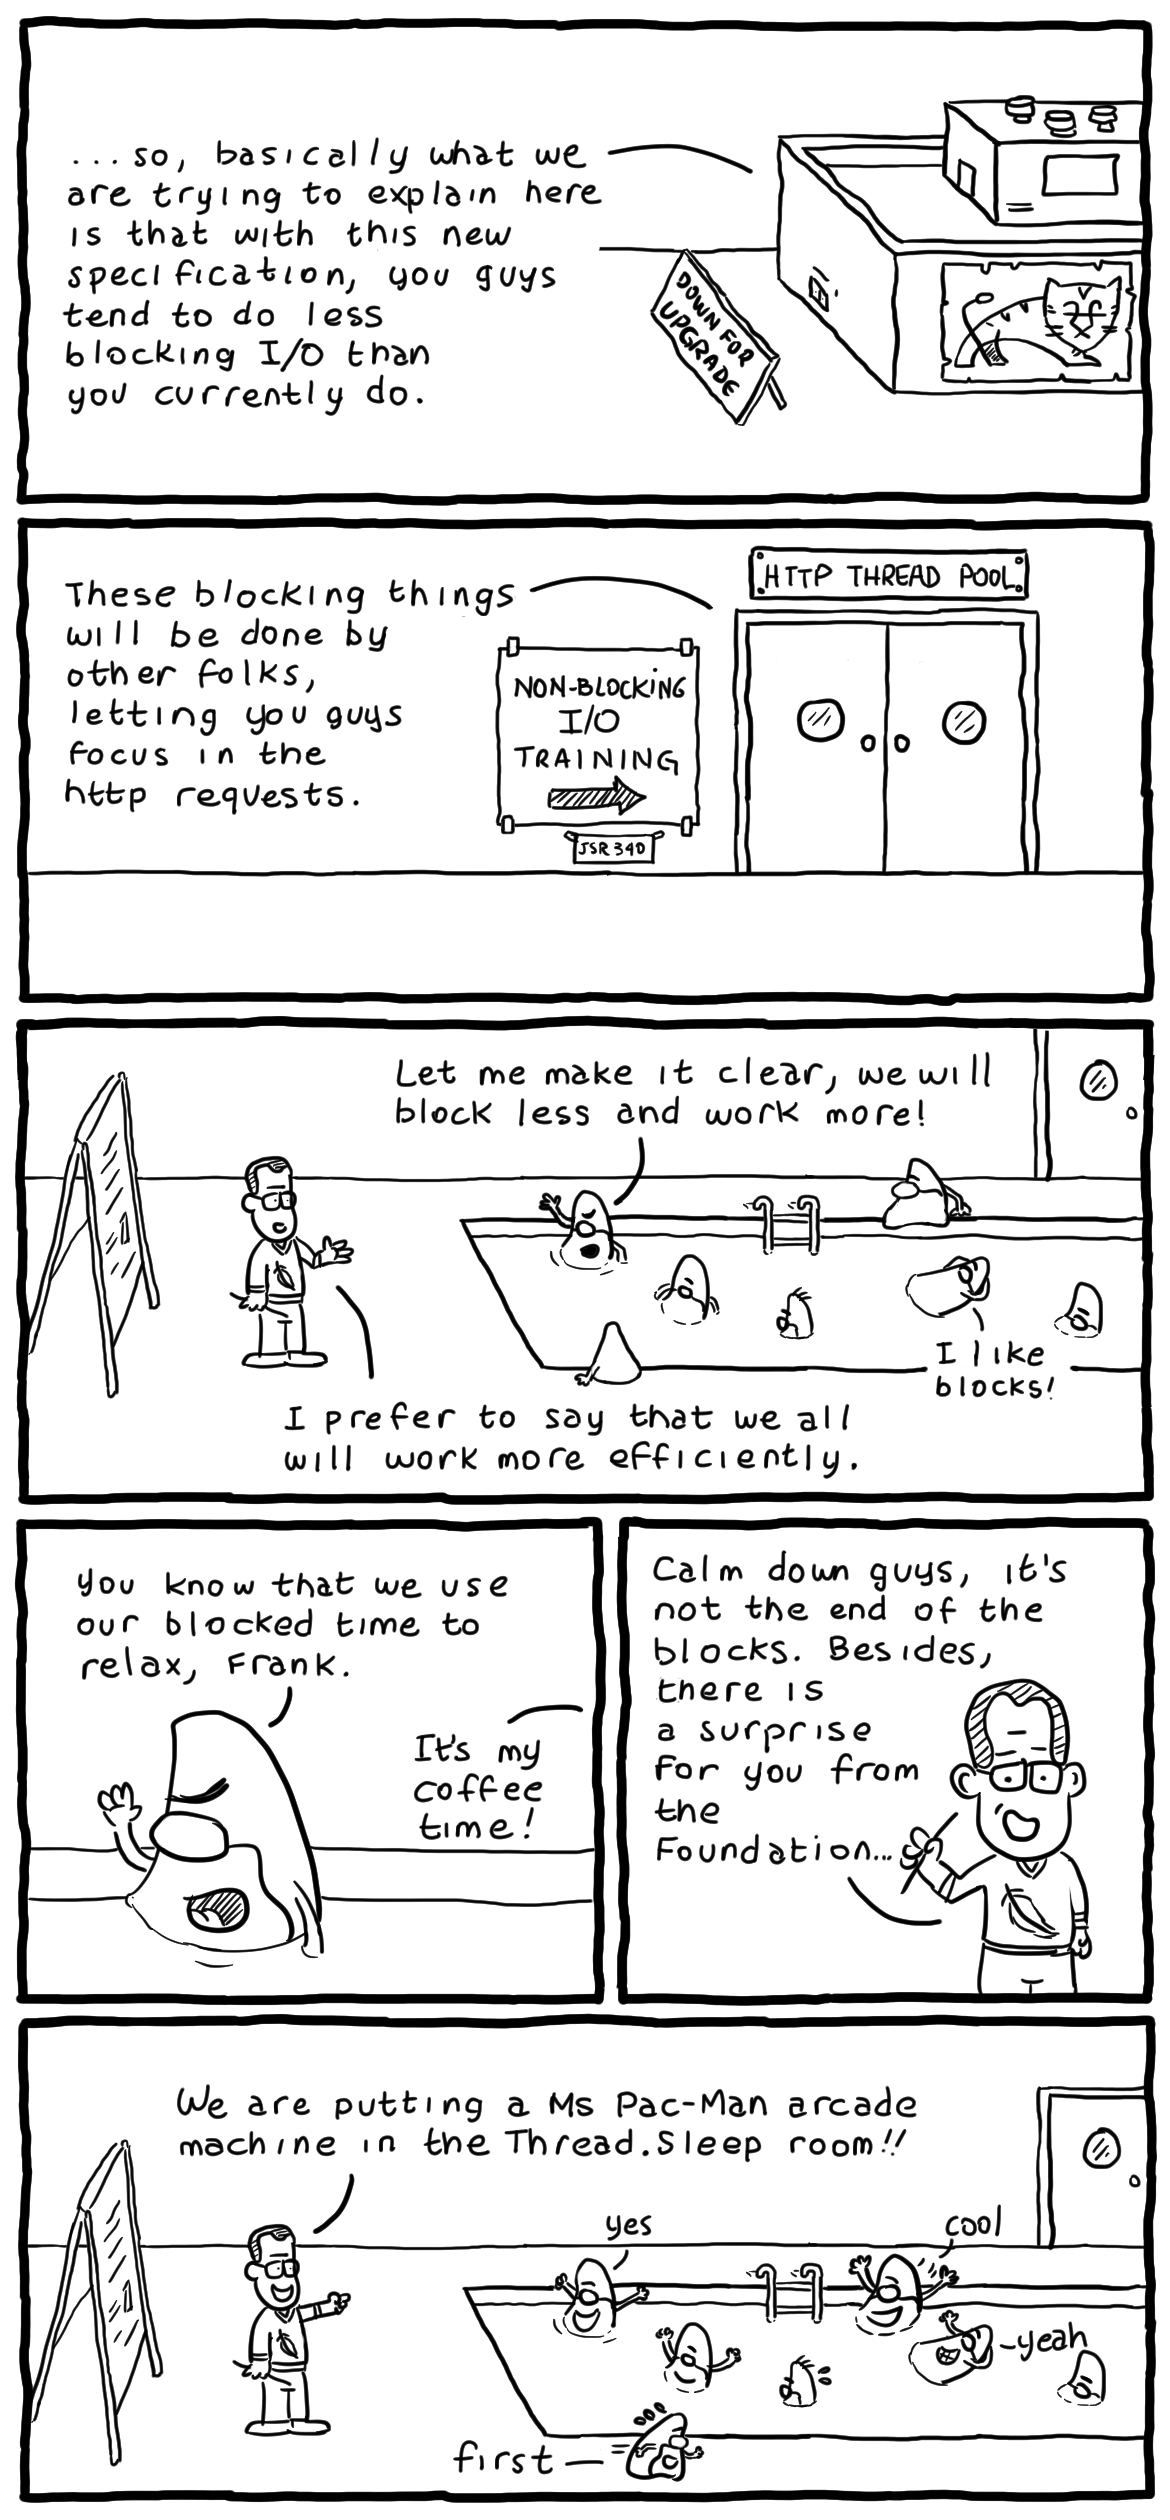 ...so, basically what we
are trying to explain here
is that with this new
specification, you guys
tend to do less
blocking I/O than
you currently do.
DOWN FOR
UPGRADE
These blocking things
will be done by
other folks,
letting you guys
focus in the
http requests.
NON-BLOCKING
I/O
TRAINING
JSR 340
HTTP THREAD POOL
Let me make it clear, we will
block less and work more!
I like
blocks!
I prefer to say that we all
will work more efficiently.
you know that we use
our blocked time to
relax, Frank.
It's my
coffee
time!
Calm down guys, it's
not the end of the
blocks. Besides,
there is
a surprise
for you from
the
Foundation...
We are putting a Ms Pac-Man arcade
machine in the Thread.Sleep room!!
yes
cool
yeah
first